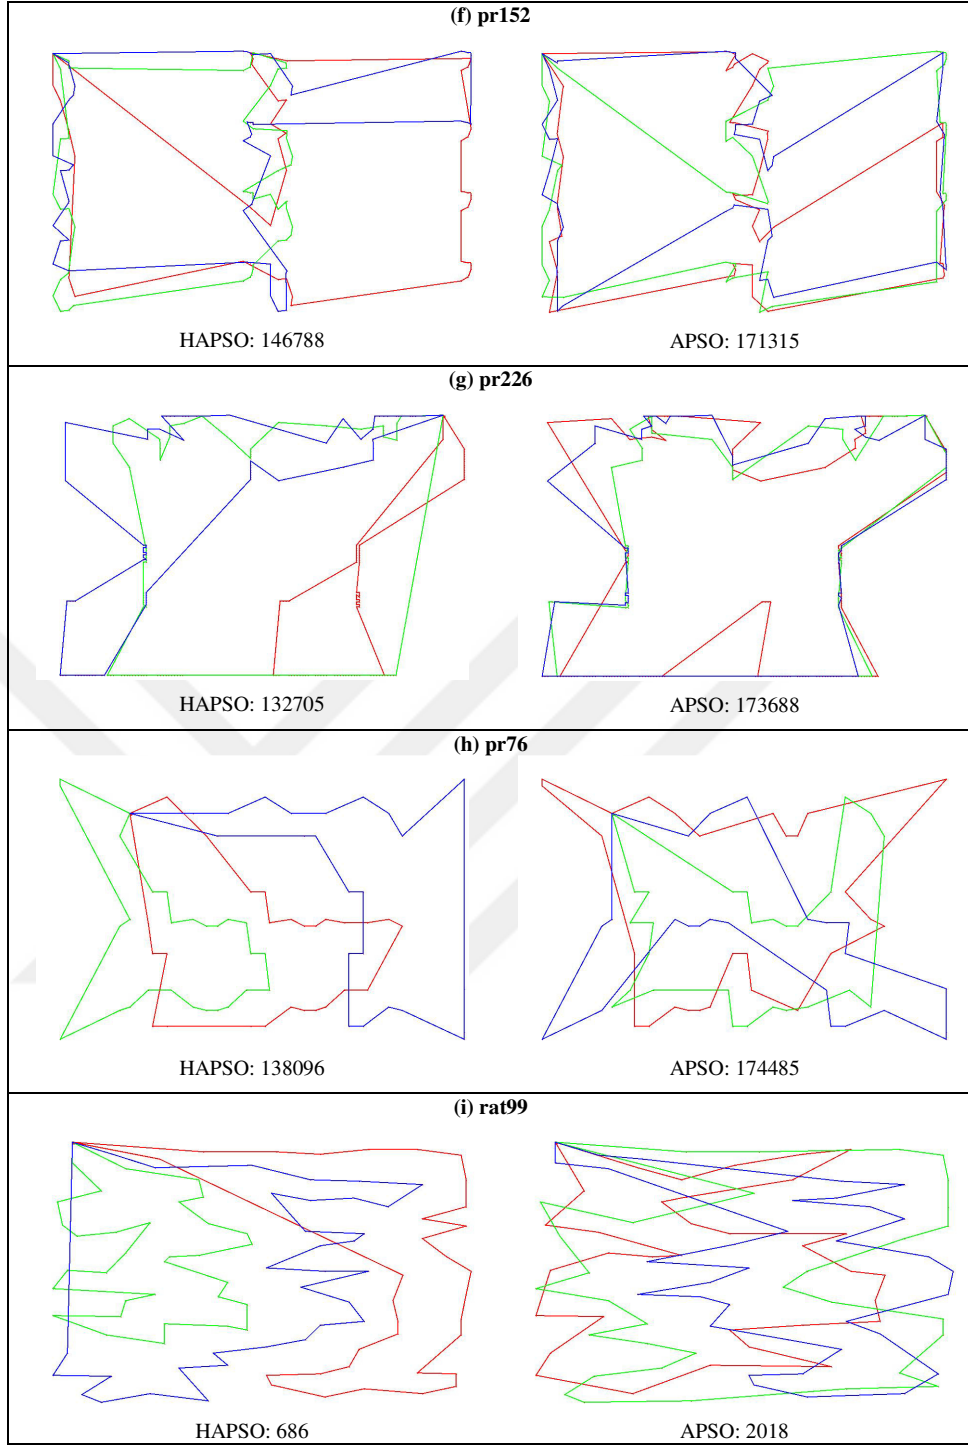 (f) pr152
HAPSO: 146788
APSO: 171315
(g) pr226
HAPSO: 132705
APSO: 173688
(h) pr76
HAPSO: 138096
APSO: 174485
(i) rat99
HAPSO: 686
APSO: 2018